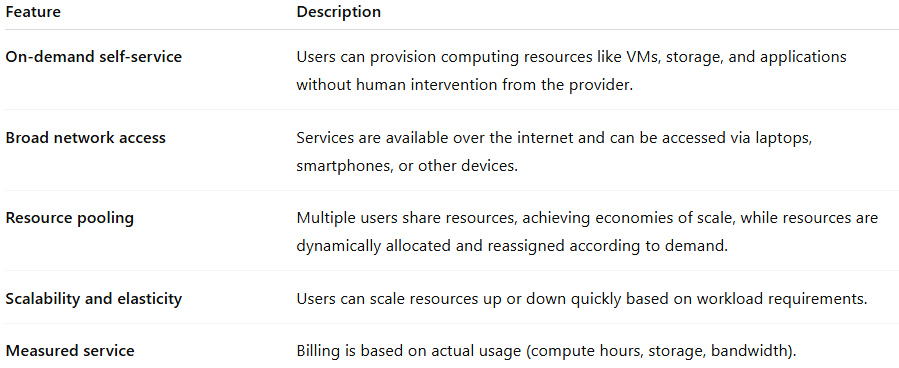 Feature Description
On-demand self-service Users can provision computing resources like VMs, storage, and applications
without human intervention from the provider.
Broad network access Services are available over the internet and can be accessed via laptops,
smartphones, or other devices.
Resource pooling Multiple users share resources, achieving economies of scale, while resources are
dynamically allocated and reassigned according to demand.
Scalability and elasticity Users can scale resources up or down quickly based on workload requirements.
Measured service Billing is based on actual usage (compute hours, storage, bandwidth).